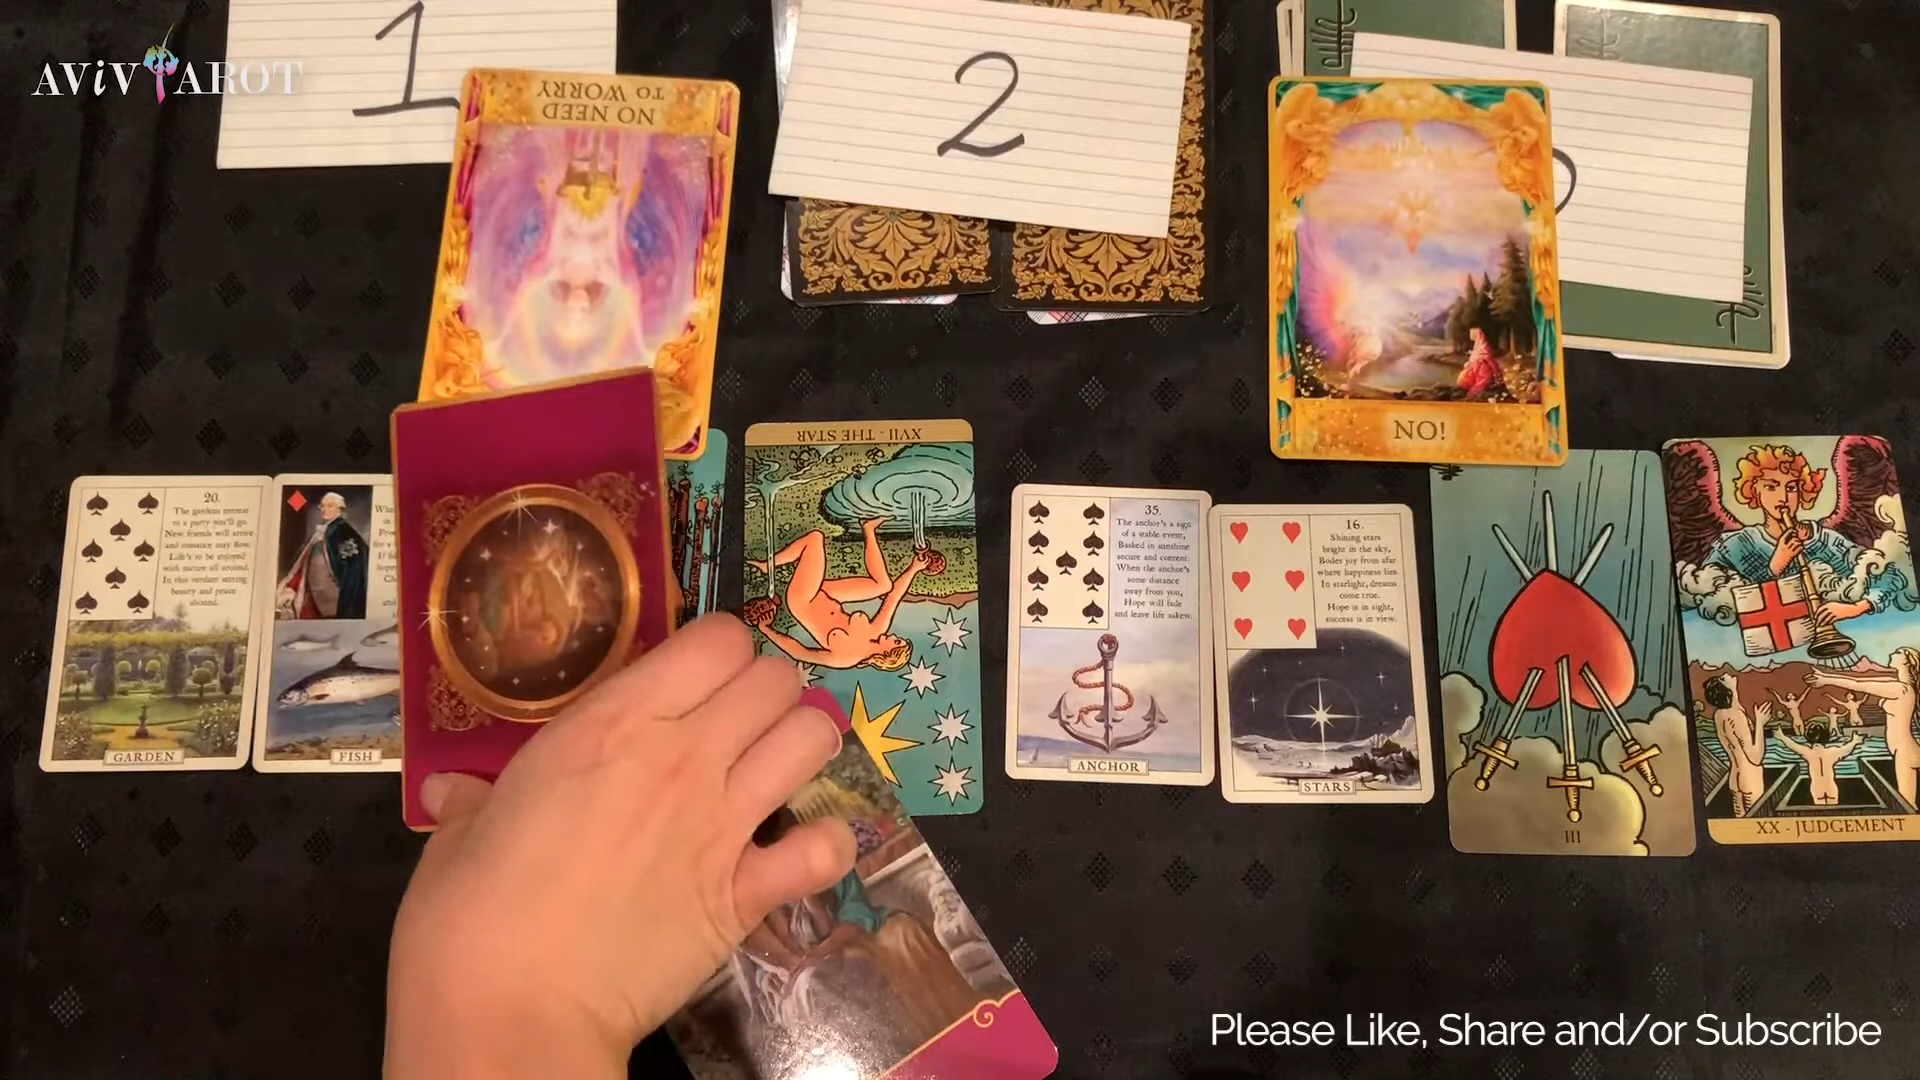 1
AViV TAROT
NO NEED
TO WORRY
2
NO!
XVII - THE STAR
20.
The gardens retreat
to a party you'll go.
New friends will arrive
and romance may flow.
Life's to be enjoyed
with nature all around.
In this verdant setting
beauty and peace
abound.
GARDEN
FISH
35.
The anchor's a sign
of a stable event,
Basked in sunshine
secure and content.
When the anchor's
some distance
away from you,
Hope will fade
and leave life askew.
ANCHOR
16.
Shining stars
bright in the sky,
Bodes joy from afar
where happiness lies.
In starlight, dreams
come true.
Hope is in sight,
success is in view.
STARS
III
XX - JUDGEMENT
Please Like, Share and/or Subscribe